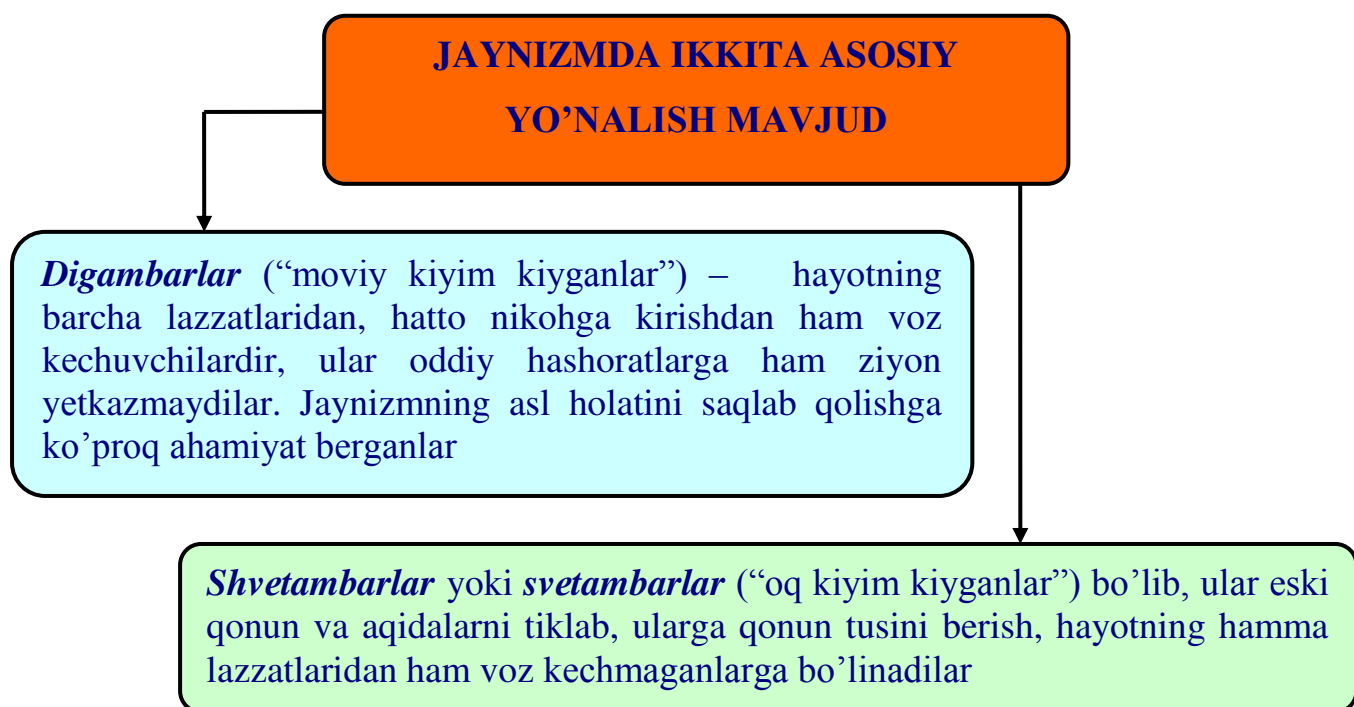 JAYNIZMDA IKKITA ASOSIY
YO’NALISH MAVJUD
Digambarlar (“moviy kiyim kiyganlar”) – hayotning
barcha lazzatlaridan, hatto nikohga kirishdan ham voz
kechuvchilardir, ular oddiy hashoratlarga ham ziyon
yetkazmaydilar. Jaynizmning asl holatini saqlab qolishga
ko’proq ahamiyat berganlar
Shvetambarlar yoki svetambarlar (“oq kiyim kiyganlar”) bo’lib, ular eski
qonun va aqidalarni tiklab, ularga qonun tusini berish, hayotning hamma
lazzatlaridan ham voz kechmaganlarga bo’linadilar